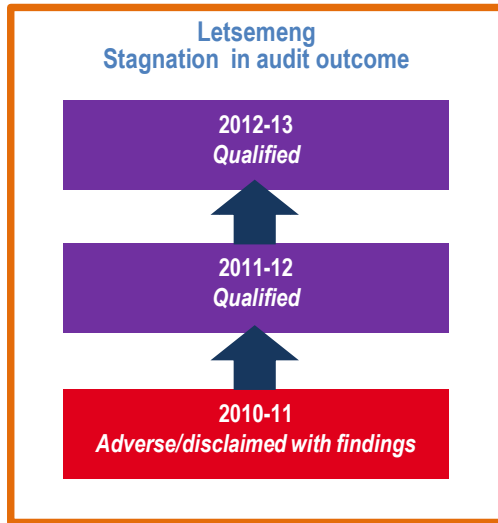 Letsemeng
Stagnation in audit outcome
2012-13
Qualified
2011-12
Qualified
2010-11
Adverse/disclaimed with findings